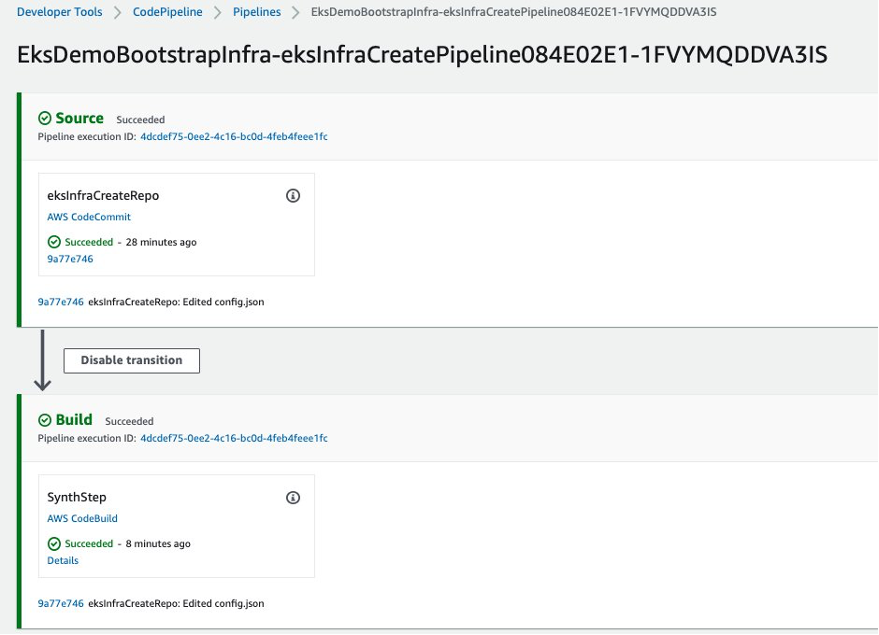 Developer Tools > CodePipeline > Pipelines > EksDemoBootstrapInfra-eksInfraCreatePipeline084E02E1-1FVYMQDDVA3IS
EksDemoBootstrapInfra-eksInfraCreatePipeline084E02E1-1FVYMQDDVA3IS
Source Succeeded
Pipeline execution ID: 4dcdef75-0ee2-4c16-bc0d-4feb4feee1fc
eksInfraCreateRepo
AWS CodeCommit
Succeeded - 28 minutes ago
9a77e746
9a77e746 eksInfraCreateRepo: Edited config.json
Disable transition
Build Succeeded
Pipeline execution ID: 4dcdef75-0ee2-4c16-bc0d-4feb4feee1fc
SynthStep
AWS CodeBuild
Succeeded - 8 minutes ago
Details
9a77e746 eksInfraCreateRepo: Edited config.json